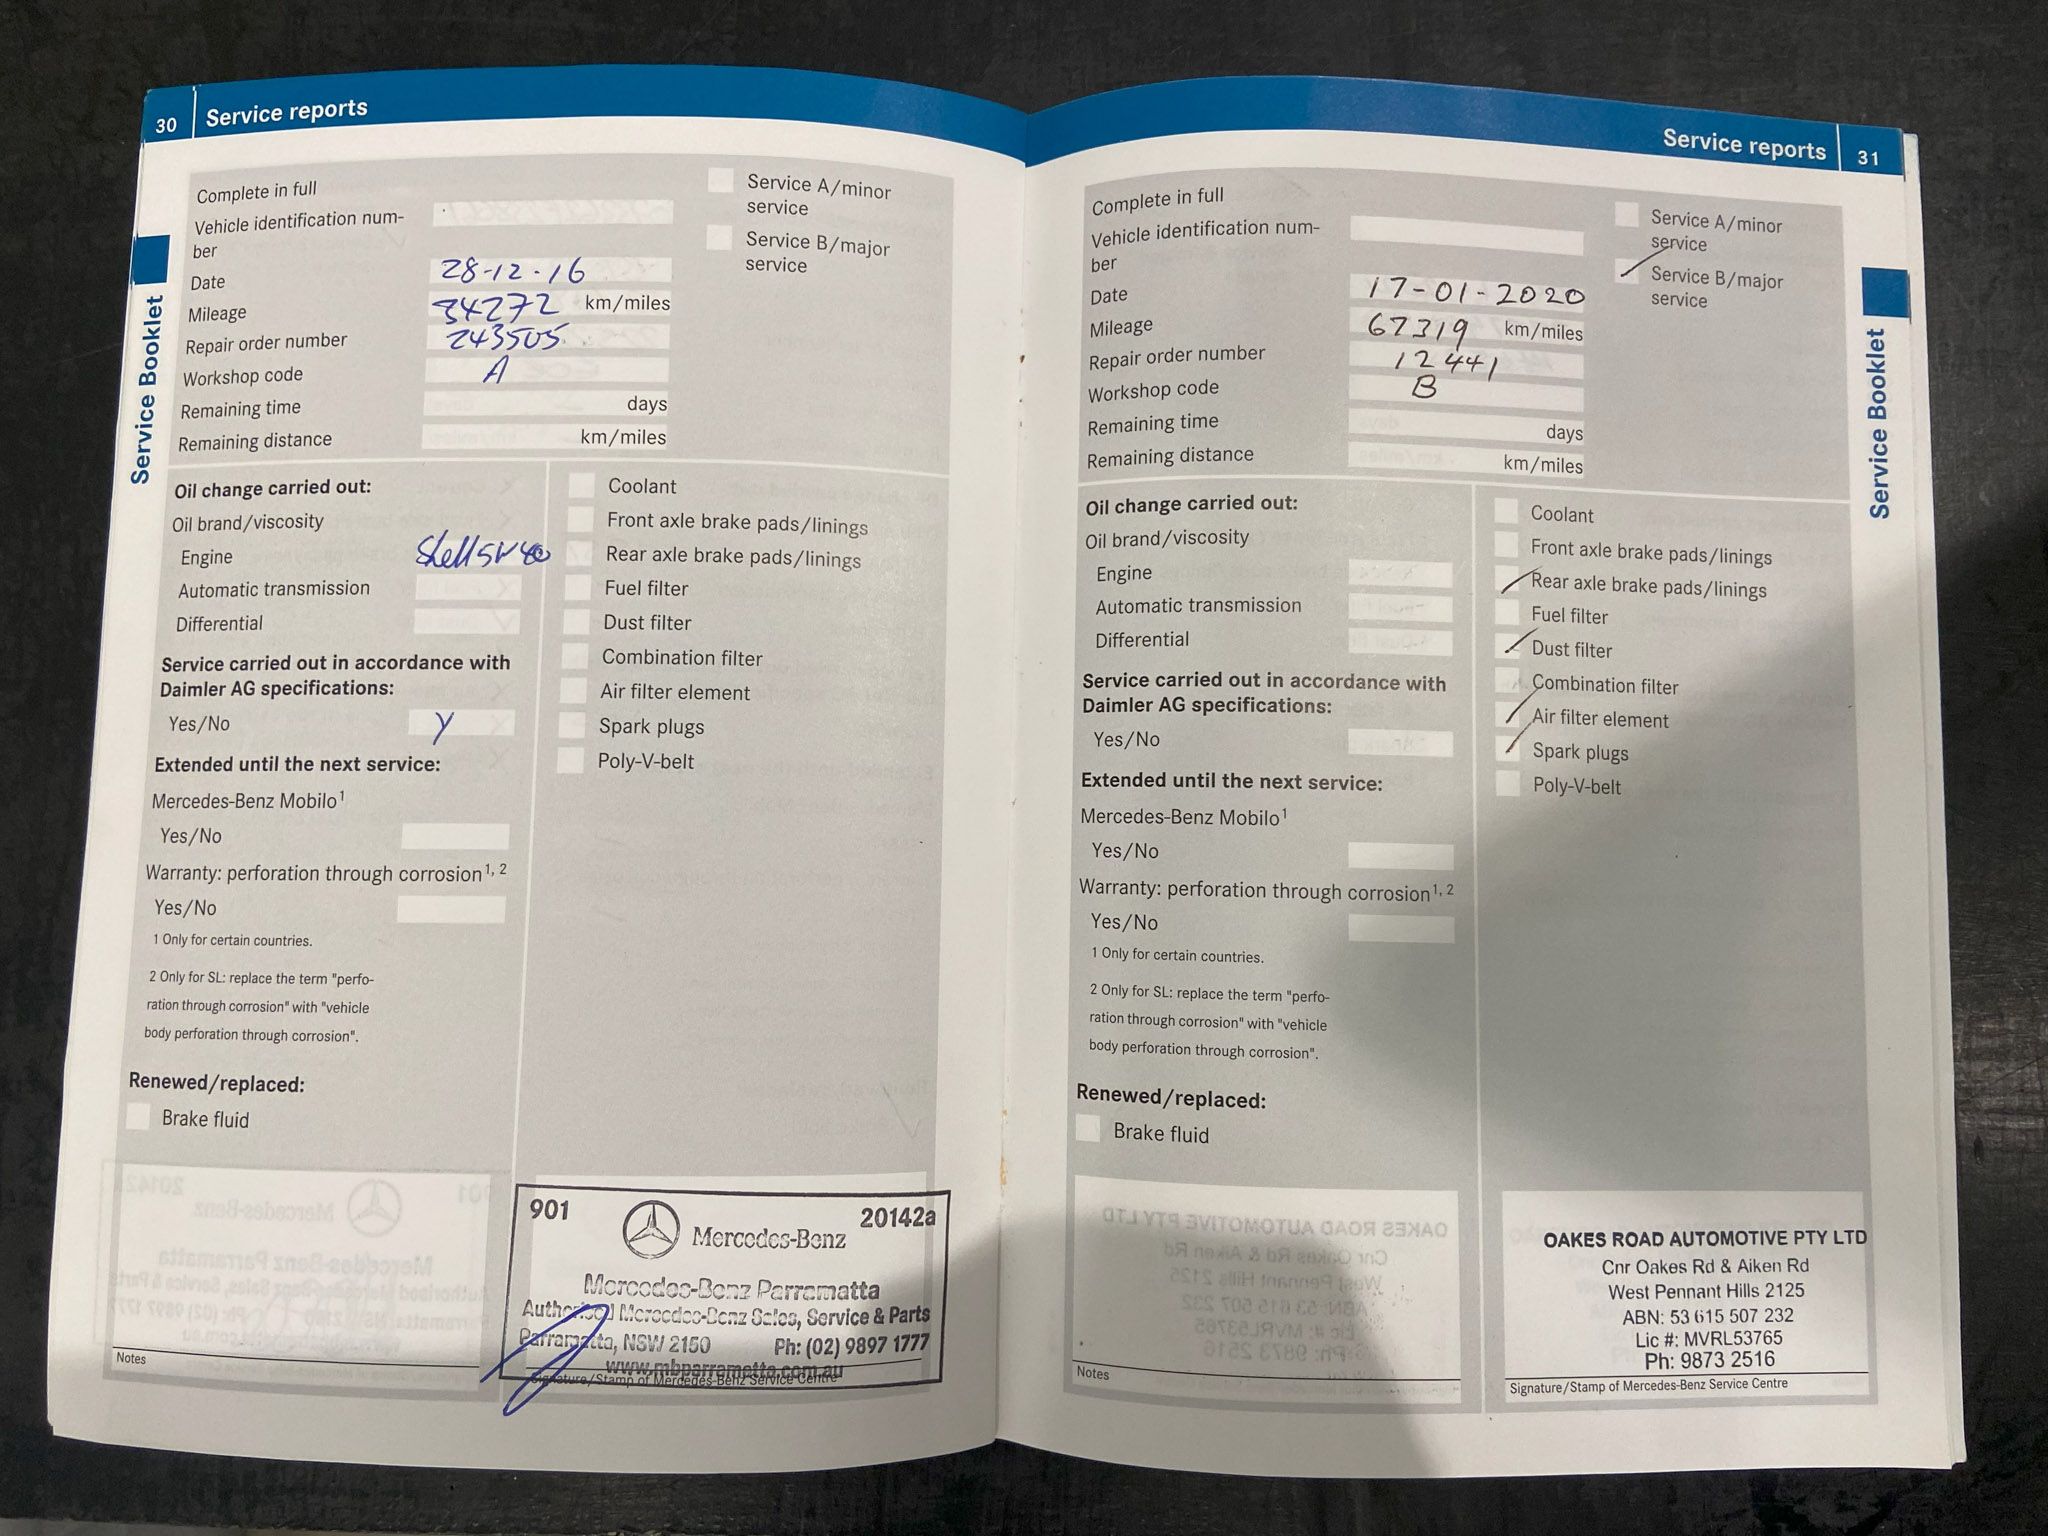 30 Service reports
Service Booklet
Complete in full
Vehicle identification num-
ber
Date 28-12-16
Mileage 34272 km/miles
Repair order number 243505
Workshop code A
Remaining time days
Remaining distance km/miles
Service A/minor
service
Service B/major
service
Oil change carried out:
Oil brand/viscosity
Engine Shell 5W40
Automatic transmission
Differential
Service carried out in accordance with
Daimler AG specifications:
Yes/No Y
Extended until the next service:
Mercedes-Benz Mobilo1
Yes/No
Warranty: perforation through corrosion1, 2
Yes/No
1 Only for certain countries.
2 Only for SL: replace the term "perfo-
ration through corrosion" with "vehicle
body perforation through corrosion".
Renewed/replaced:
Brake fluid
Coolant
Front axle brake pads/linings
Rear axle brake pads/linings
Fuel filter
Dust filter
Combination filter
Air filter element
Spark plugs
Poly-V-belt
Notes
901 20142a
Mercedes-Benz
Mercedes-Benz Parramatta
Authorised Mercedes-Benz Sales, Service & Parts
Parramatta, NSW 2150 Ph: (02) 9897 1777
www.mbparramatta.com.au
Signature/Stamp of Mercedes-Benz Service Centre
Service reports 31
Service Booklet
Complete in full
Vehicle identification num-
ber
Date 17-01-2020
Mileage 67319 km/miles
Repair order number 12441
Workshop code B
Remaining time days
Remaining distance km/miles
Service A/minor
service
Service B/major
service
Oil change carried out:
Oil brand/viscosity
Engine
Automatic transmission
Differential
Service carried out in accordance with
Daimler AG specifications:
Yes/No
Extended until the next service:
Mercedes-Benz Mobilo1
Yes/No
Warranty: perforation through corrosion1, 2
Yes/No
1 Only for certain countries.
2 Only for SL: replace the term "perfo-
ration through corrosion" with "vehicle
body perforation through corrosion".
Renewed/replaced:
Brake fluid
Coolant
Front axle brake pads/linings
Rear axle brake pads/linings
Fuel filter
Dust filter
Combination filter
Air filter element
Spark plugs
Poly-V-belt
Notes
OAKES ROAD AUTOMOTIVE PTY LTD
Cnr Oakes Rd & Aiken Rd
West Pennant Hills 2125
ABN: 53 615 507 232
Lic #: MVRL53765
Ph: 9873 2516
Signature/Stamp of Mercedes-Benz Service Centre